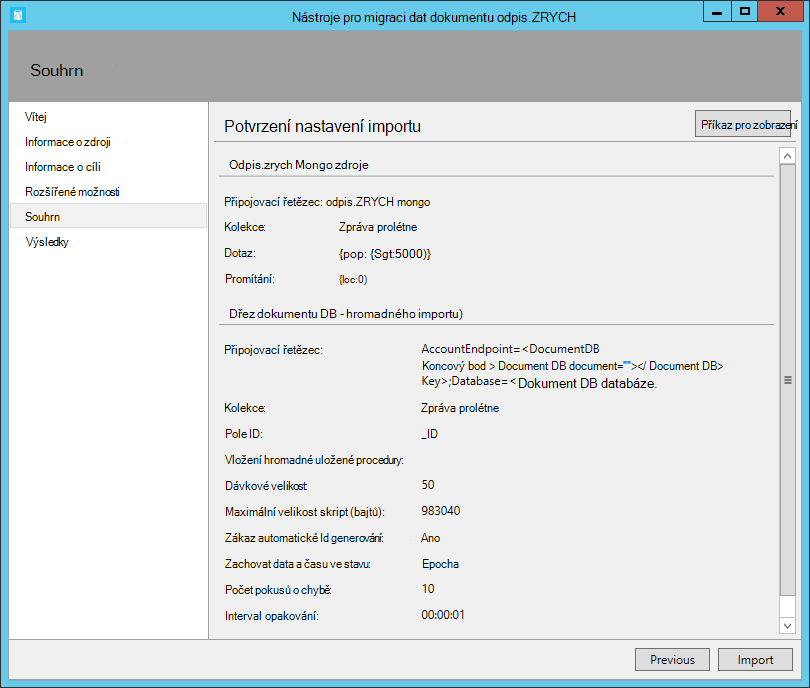 Nástroje pro migraci dat dokumentu odpis.ZRYCH
Souhrn
Vítej
Informace o zdroji
Informace o cíli
Rozšířené možnosti
Souhrn
Výsledky
Potvrzení nastavení importu
Příkaz pro zobrazení
Odpis.zrych Mongo zdroje
Připojovací řetězec: odpis.ZRYCH mongo
Kolekce: Zpráva prolétne
Dotaz: {pop: {Sgt:5000)}
Promítání: {loc:0)
Dřez dokumentu DB - hromadného importu)
Připojovací řetězec: AccountEndpoint= <DocumentDB
Koncový bod > Document DB document=""></ Document DB>
Key>;Database= < Dokument DB databáze.
Kolekce: Zpráva prolétne
Pole ID: _ID
Vložení hromadné uložené procedury:
Dávkové velikost: 50
Maximální velikost skript (bajtů): 983040
Zákaz automatické Id generování: Ano
Zachovat data a času ve stavu: Epocha
Počet pokusů o chybě: 10
Interval opakování: 00:00:01
Previous
Import